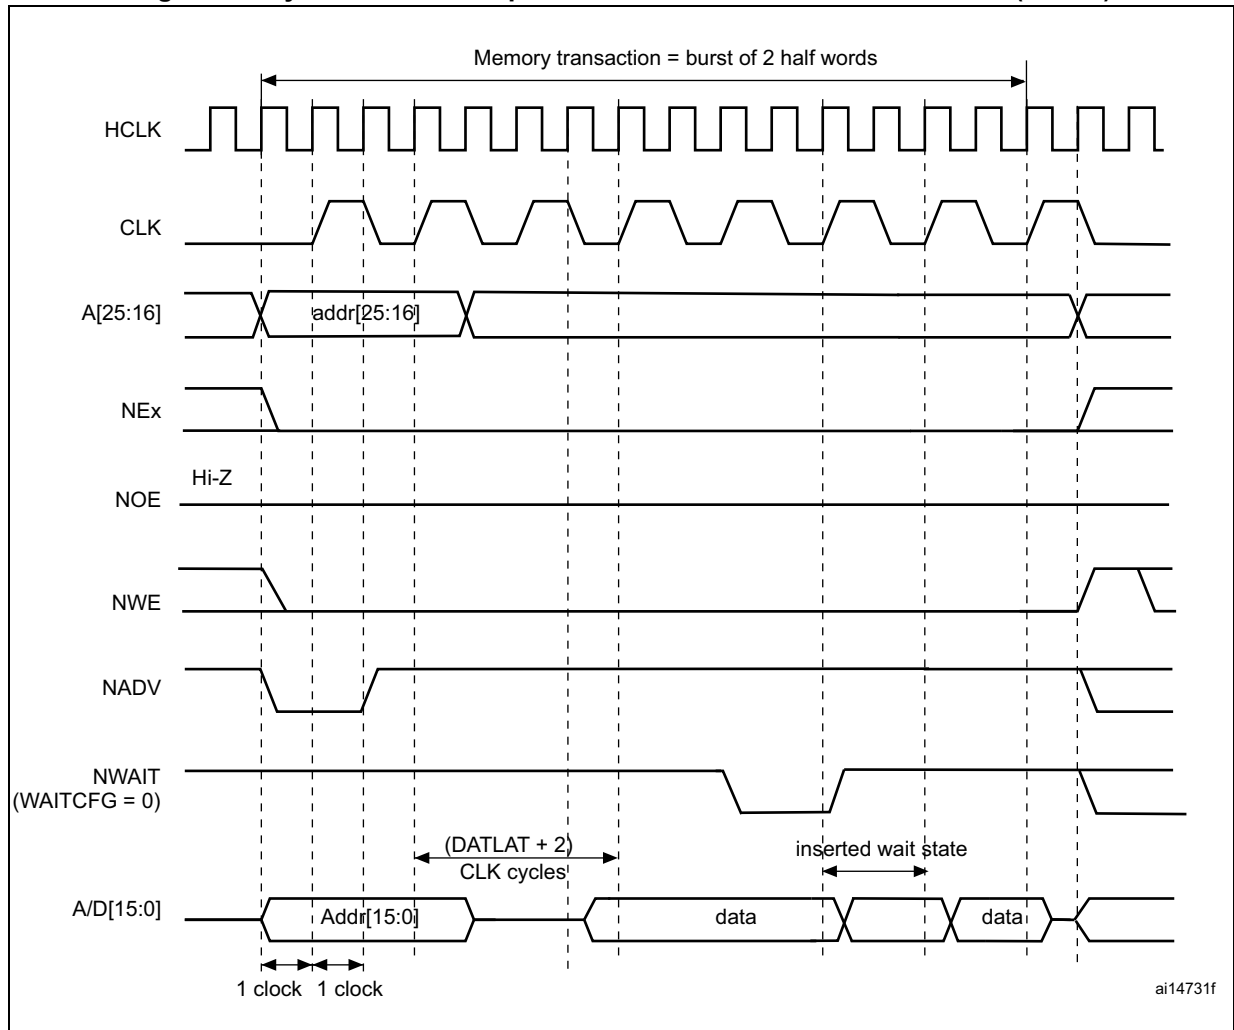 Memory transaction = burst of 2 half words
HCLK
CLK
A[25:16]
addr[25:16]
NEx
Hi-Z
NOE
NWE
NADV
NWAIT
(WAITCFG = 0)
(DATLAT + 2)
CLK cycles
inserted wait state
A/D[15:0]
Addr[15:0]
data
data
1 clock
1 clock
ai14731f